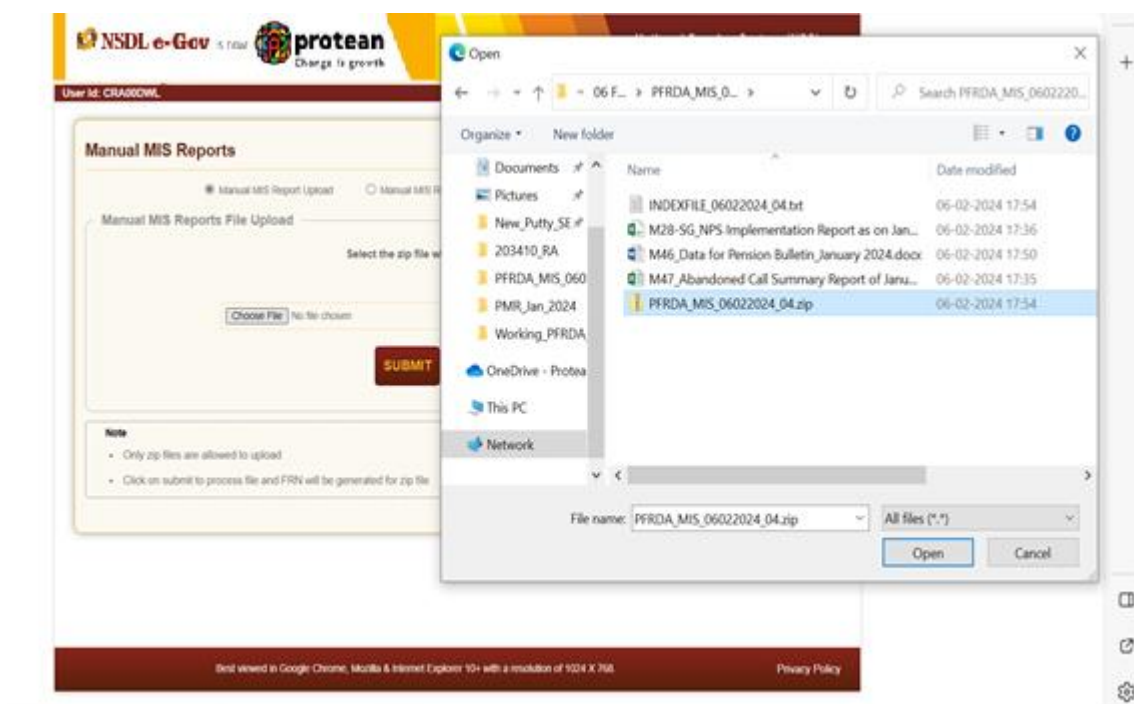 NSDL e-Gov is now protean
Change is growth
User Id: CRA00DWL
Manual MIS Reports
Manual MIS Report Upload
Manual MIS R
Manual MIS Reports File Upload
Select the zip file w
Choose File No file chosen
SUBMIT
Note
Only zip files are allowed to upload
Click on submit to process file and FRN will be generated for zip file
Open
06 F... > PFRDA_MIS_0... >
Search PFRDA_MIS_0602220...
Organize
New folder
Documents
Pictures
New_Putty_SE
203410_RA
PFRDA_MIS_060
PMR_Jan_2024
Working_PFRDA
OneDrive - Protea
This PC
Network
Name Date modified
INDEXFILE_06022024_04.txt 06-02-2024 17:54
M28-SG_NPS Implementation Report as on Jan... 06-02-2024 17:36
M46_Data for Pension Bulletin_January 2024.docx 06-02-2024 17:50
M47_Abandoned Call Summary Report of Janu... 06-02-2024 17:35
PFRDA_MIS_06022024_04.zip 06-02-2024 17:54
File name: PFRDA_MIS_06022024_04.zip All files (*.*)
Open Cancel
Best viewed in Google Chrome, Mozilla & Internet Explorer 10+ with a resolution of 1024 X 768.
Privacy Policy